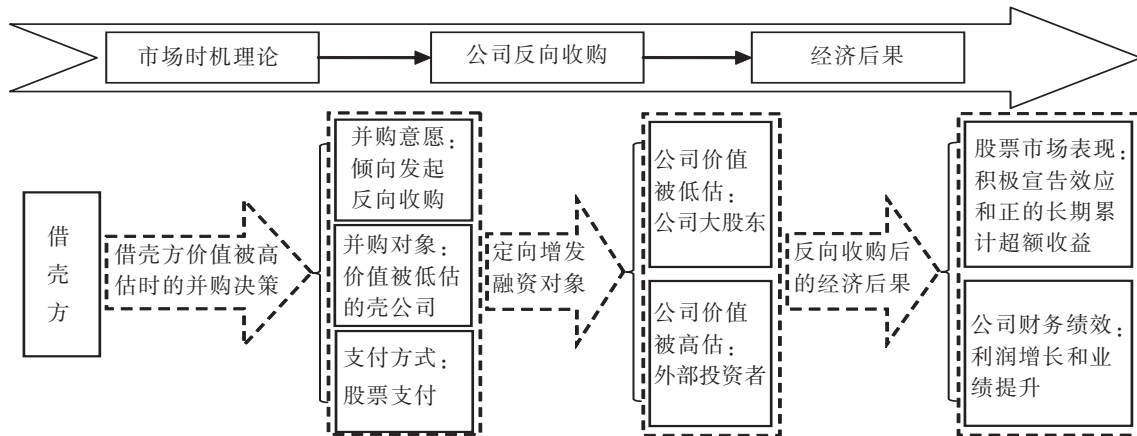 市场时机理论
公司反向收购
经济后果
借
壳
方
借壳方价值被高
估时的并购决策
并购意愿：
倾向发起
反向收购
并购对象：
价值被低估
的壳公司
支付方式：
股票支付
定向增发
融资对象
公司价值
被低估：
公司大股东
公司价值
被高估：
外部投资者
反向收购后
的经济后果
股票市场表现：
积极宣告效应
和正的长期累
计超额收益
公司财务绩效：
利润增长和业
绩提升